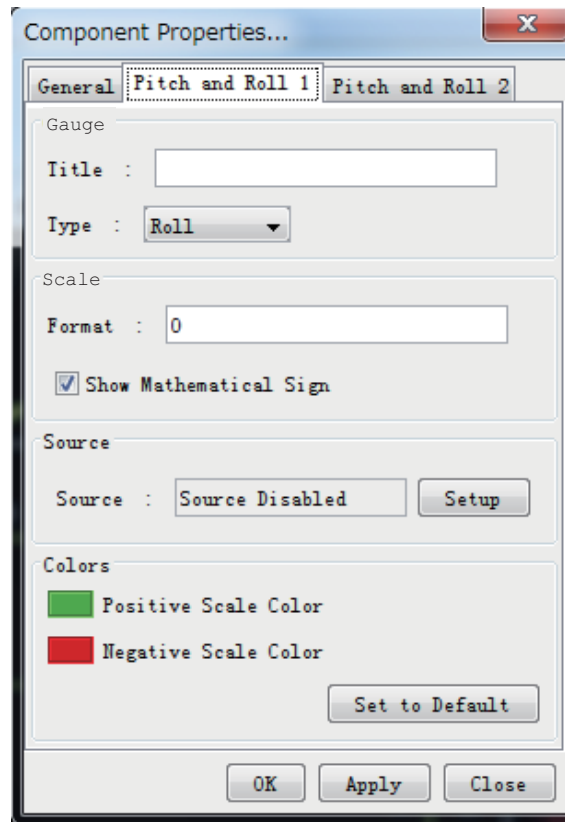 Component Properties...
General Pitch and Roll 1 Pitch and Roll 2
Gauge
Title :
Type : Roll
Scale
Format : 0
Show Mathematical Sign
Source
Source : Source Disabled Setup
Colors
Positive Scale Color
Negative Scale Color
Set to Default
OK Apply Close